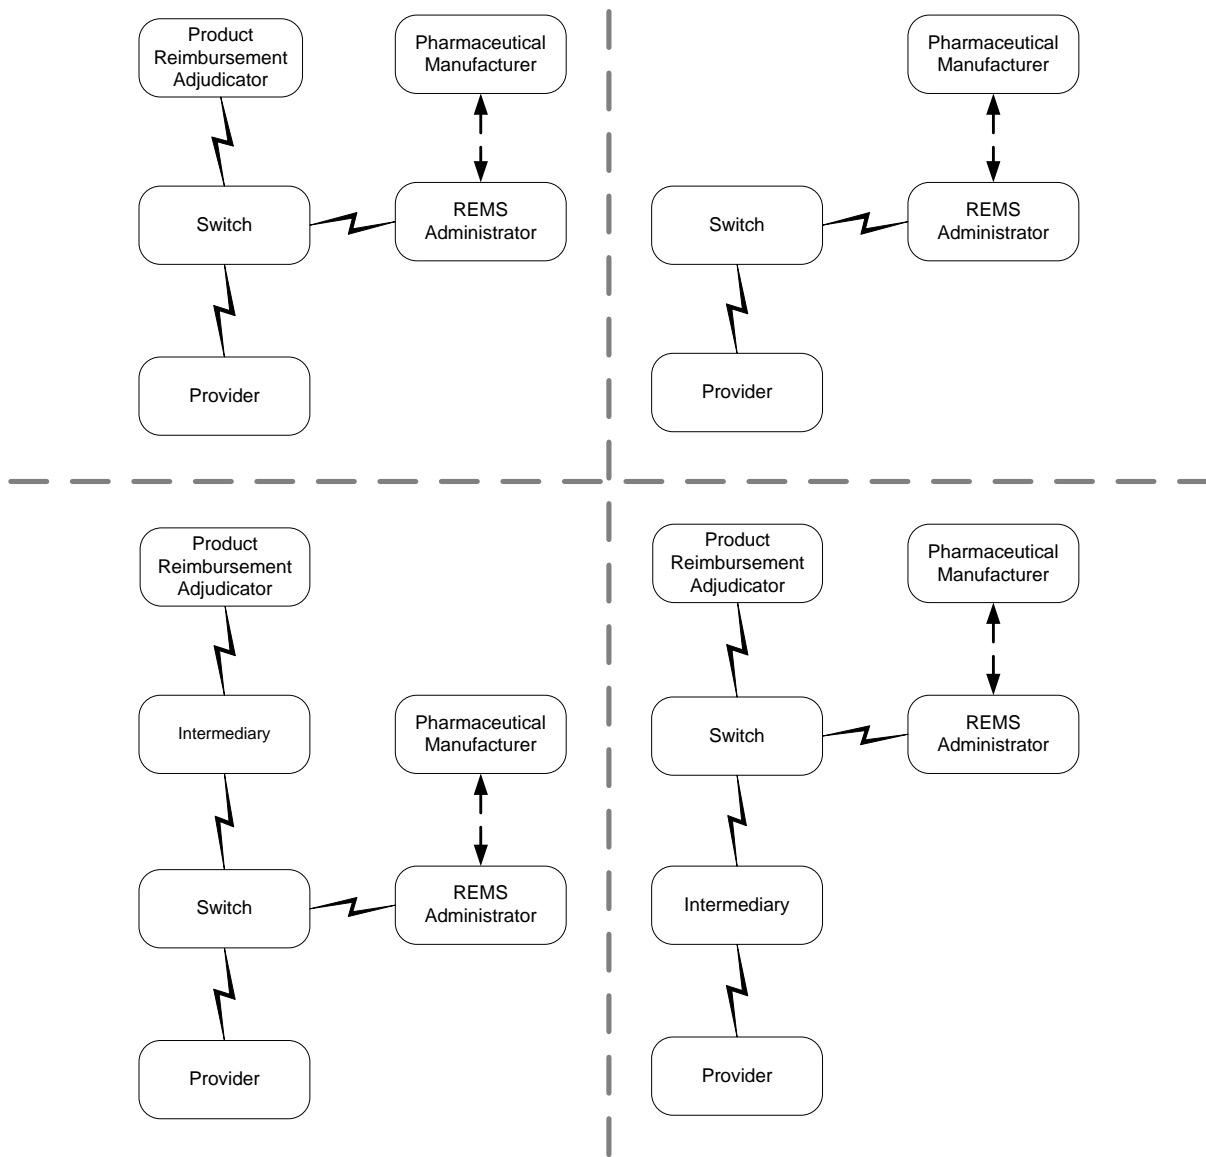 Product
Reimbursement
Adjudicator
Pharmaceutical
Manufacturer
Switch
REMS
Administrator
Provider
Pharmaceutical
Manufacturer
Switch
REMS
Administrator
Provider
Product
Reimbursement
Adjudicator
Intermediary
Pharmaceutical
Manufacturer
Switch
REMS
Administrator
Provider
Product
Reimbursement
Adjudicator
Pharmaceutical
Manufacturer
Switch
REMS
Administrator
Intermediary
Provider